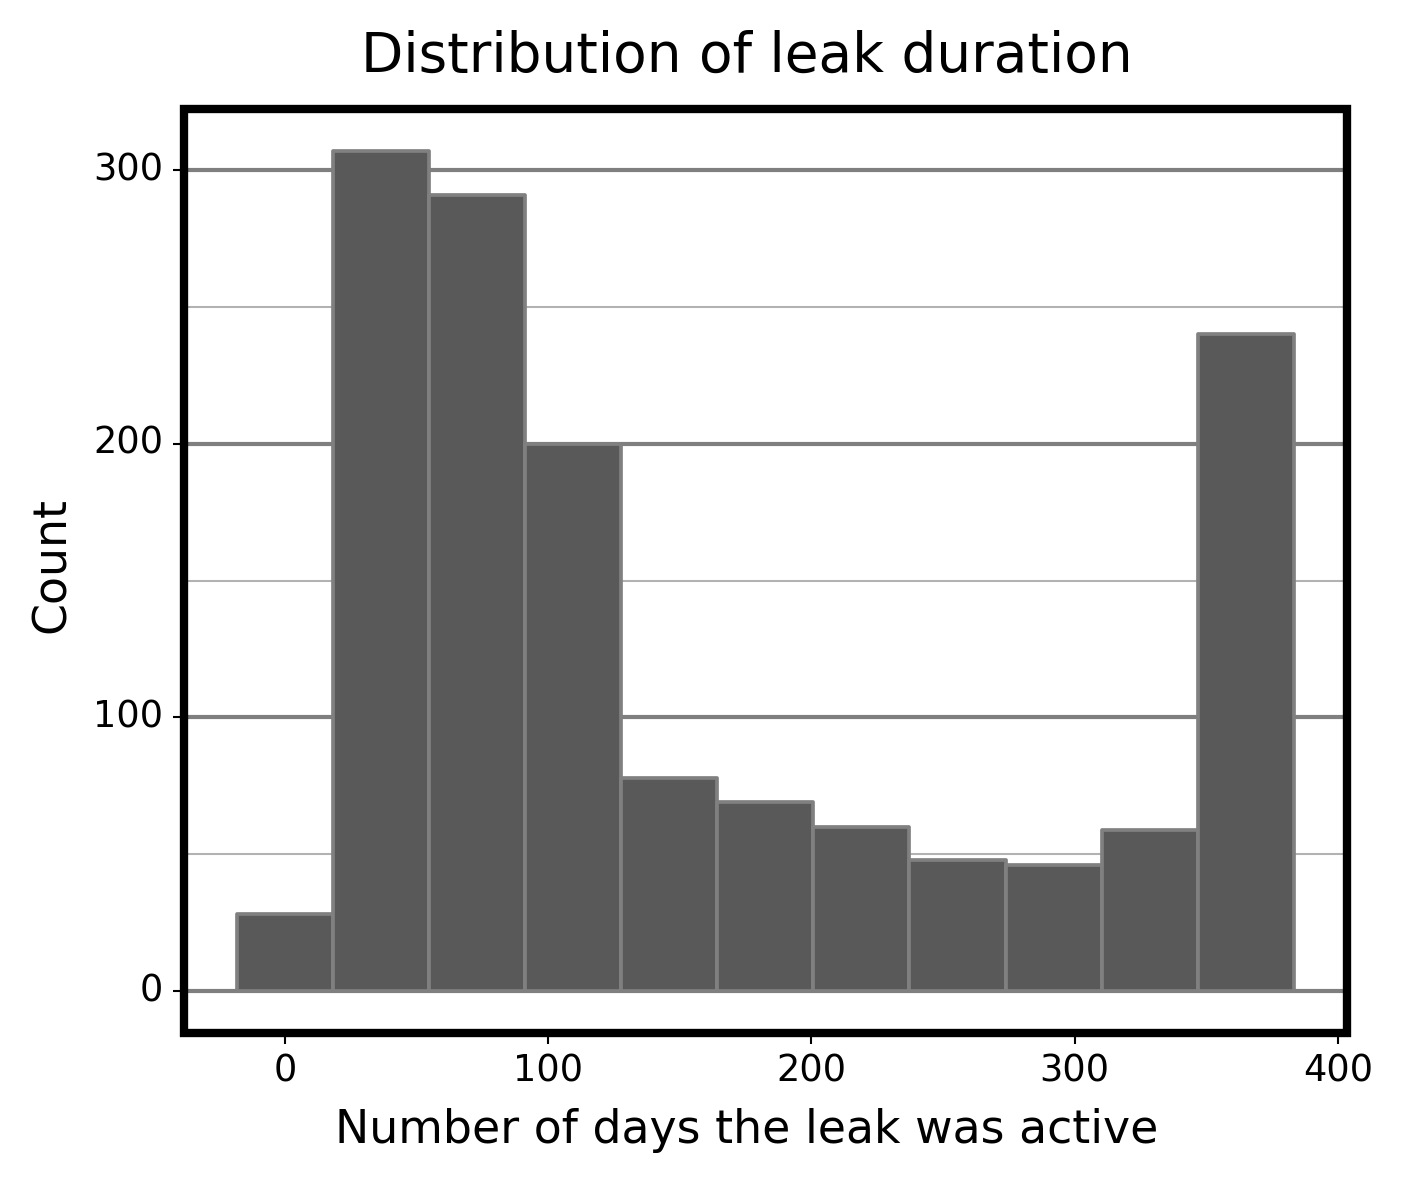 Distribution of leak duration
300
200
100
0
Count
0 100 200 300 400
Number of days the leak was active